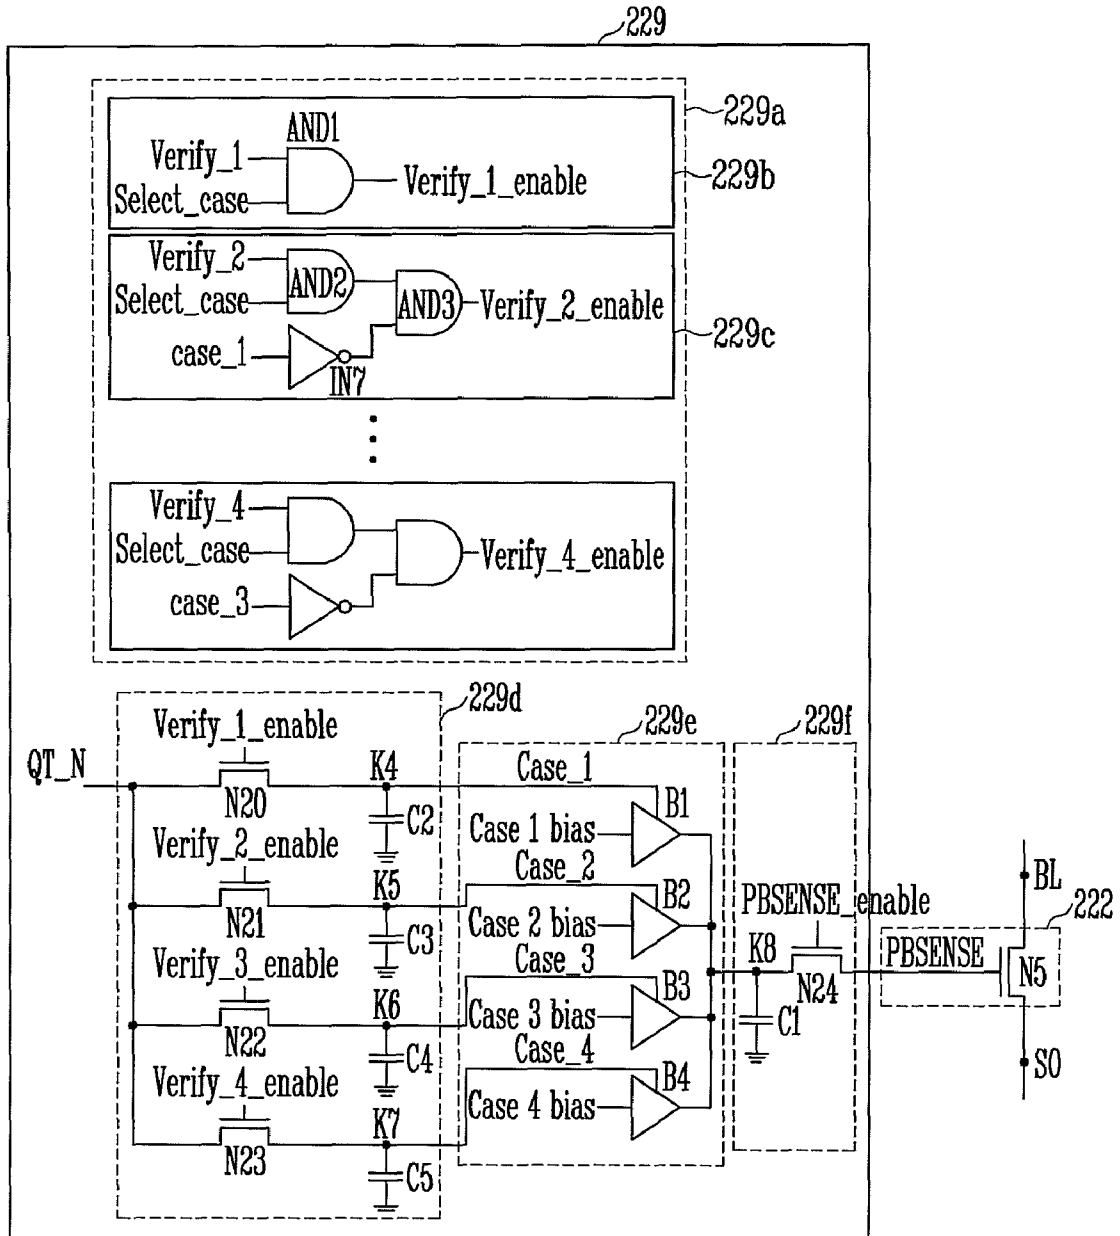 229
229a
AND1
Verify_1
Select_case
Verify_1_enable
229b
Verify_2
Select_case
AND2
AND3
Verify_2_enable
case_1
IN7
229c
Verify_4
Select_case
Verify_4_enable
case_3
229d
229e
229f
Verify_1_enable
QT_N
N20
K4
C2
Case_1
B1
Case 1 bias
Verify_2_enable
N21
K5
C3
Case_2
B2
Case 2 bias
Verify_3_enable
N22
K6
C4
Case_3
B3
Case 3 bias
Verify_4_enable
N23
K7
C5
Case_4
B4
Case 4 bias
PBSENSE_enable
K8
N24
C1
PBSENSE
N5
BL
222
SO